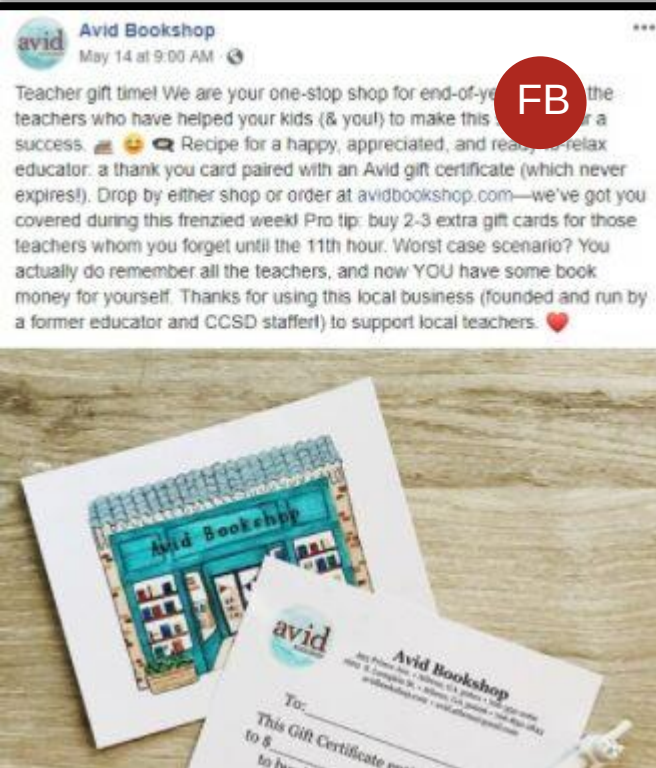 Avid Bookshop
May 14 at 9:00 AM
Teacher gift time! We are your one-stop shop for the
FB
teachers who have helped your kids (& you!) to make this a
success. Recipe for a happy, appreciated, and
educator: a thank you card paired with an Avid gift certificate (which never
expires!). Drop by either shop or order at avidbookshop.com—we've got you
covered during this frenzied week! Pro tip: buy 2-3 extra gift cards for those
teachers whom you forget until the 11th hour. Worst case scenario? You
actually do remember all the teachers, and now YOU have some book
money for yourself. Thanks for using this local business (founded and run by
a former educator and CCSD staffer!) to support local teachers.
Avid Bookshop
avid
Avid Bookshop
To:
This Gift Certificate
to $